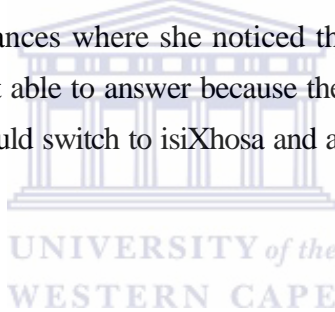 ances where she noticed th
able to answer because the
uld switch to isiXhosa and a
UNIVERSITY of the
WESTERN CAPE